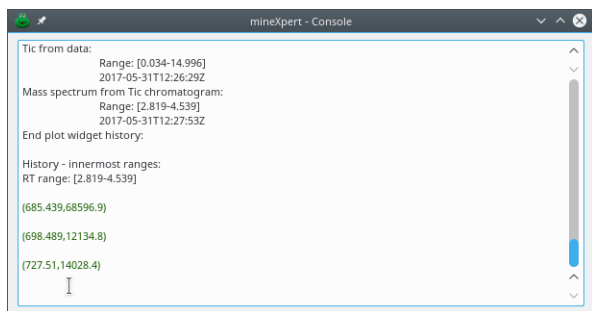 mineXpert - Console
Tic from data:
Range: [0.034-14.996]
2017-05-31T12:26:29Z
Mass spectrum from Tic chromatogram:
Range: [2.819-4.539]
2017-05-31T12:27:53Z
End plot widget history:
History - innermost ranges:
RT range: [2.819-4.539]
(685.439,68596.9)
(698.489,12134.8)
(727.51,14028.4)